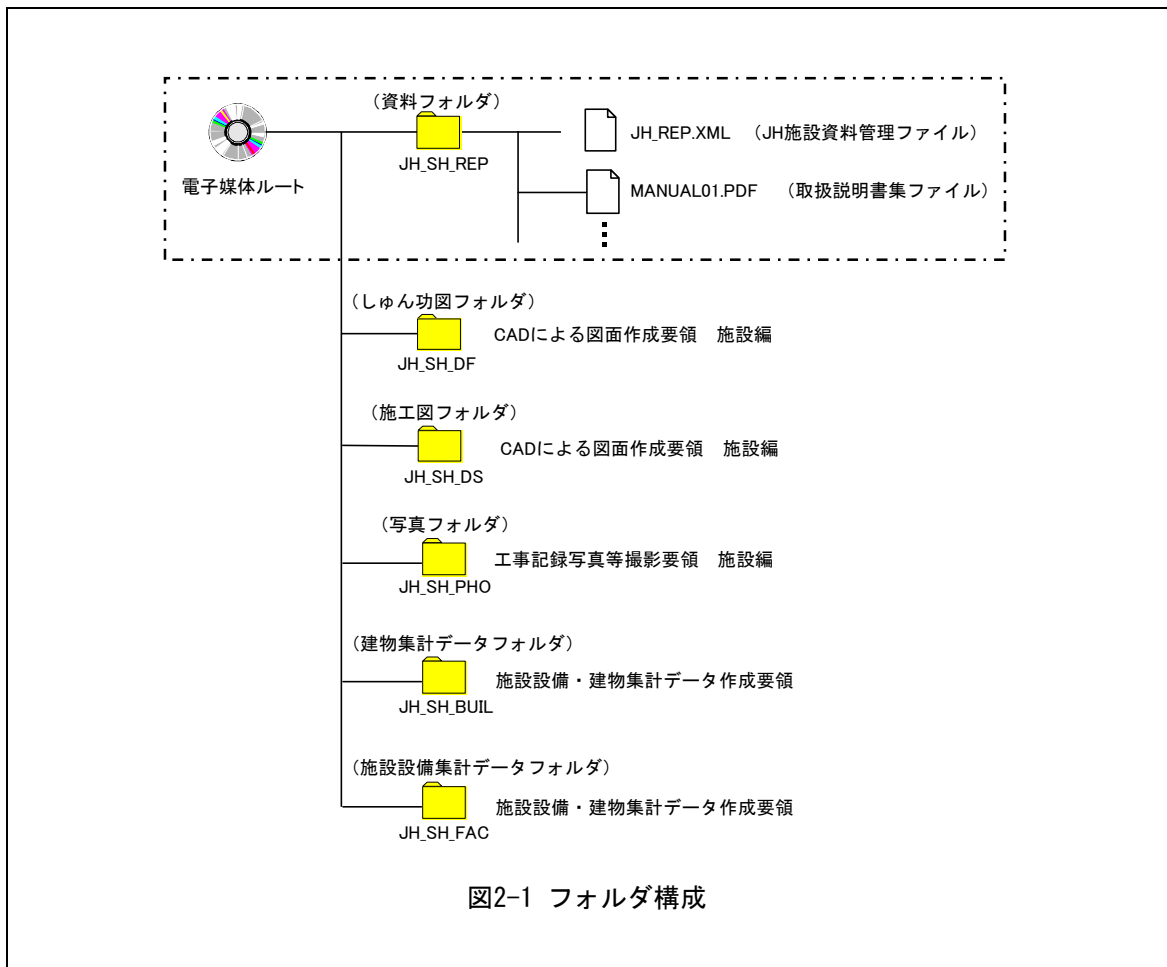 （資料フォルダ）
JH_REP.XML （JH施設資料管理ファイル）
JH_SH_REP
電子媒体ルート
MANUAL01.PDF （取扱説明書集ファイル）
（しゅん功図フォルダ）
CADによる図面作成要領　施設編
JH_SH_DF
（施工図フォルダ）
CADによる図面作成要領　施設編
JH_SH_DS
（写真フォルダ）
工事記録写真等撮影要領　施設編
JH_SH_PHO
（建物集計データフォルダ）
施設設備・建物集計データ作成要領
JH_SH_BUIL
（施設設備集計データフォルダ）
施設設備・建物集計データ作成要領
JH_SH_FAC
図2-1 フォルダ構成